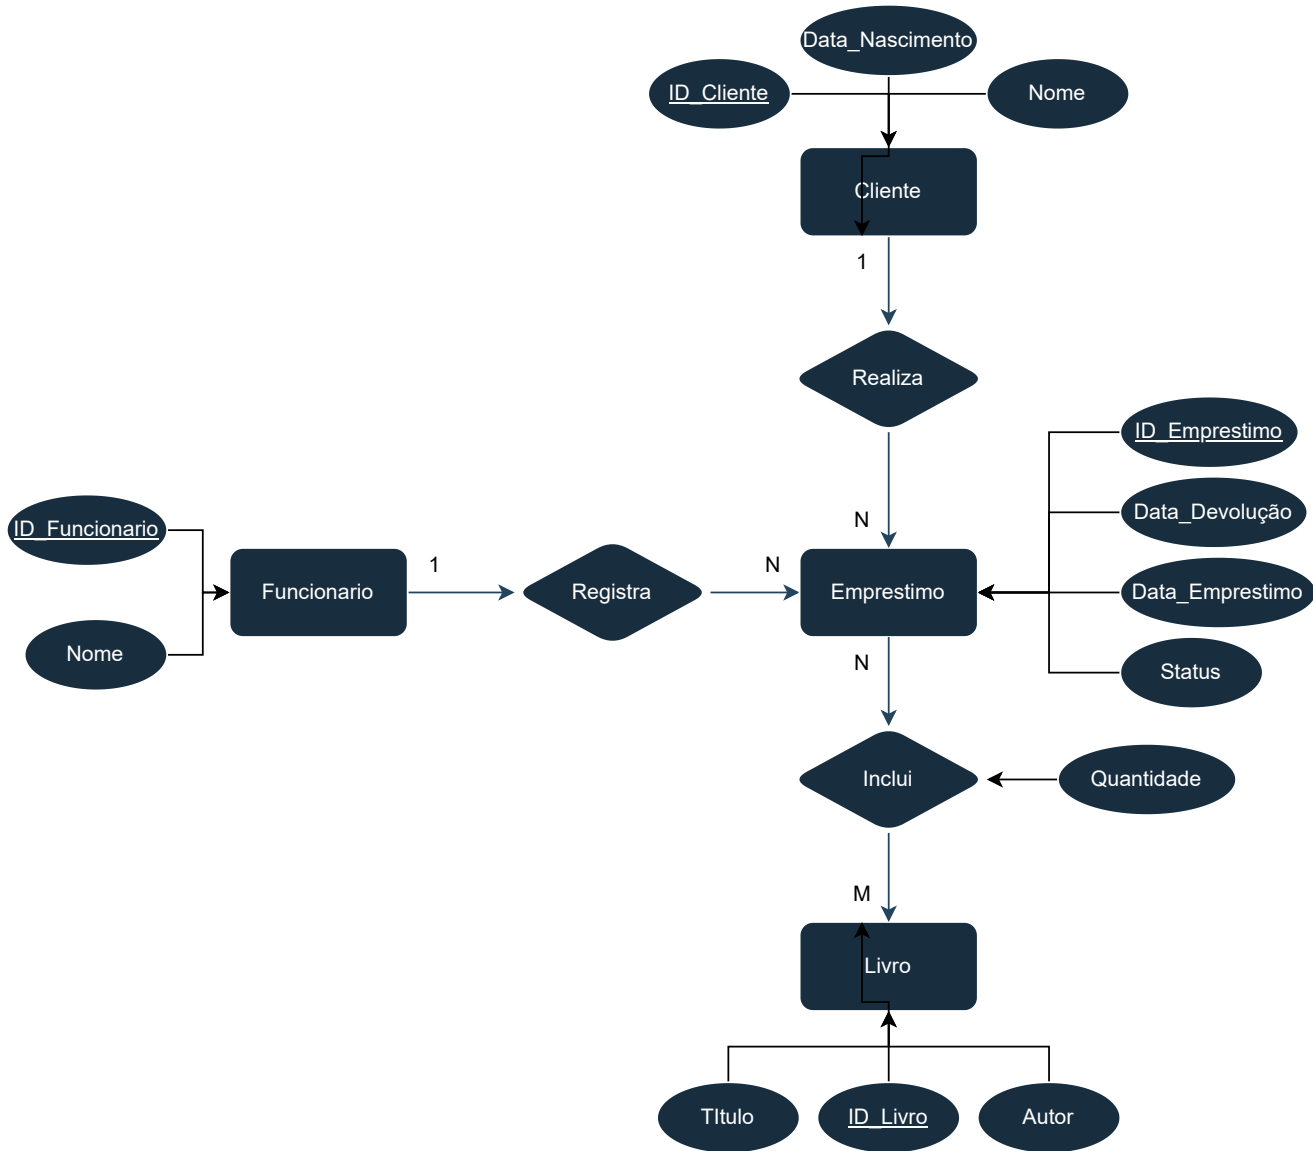 Data_Nascimento
ID_Cliente
Nome
Cliente
1
Realiza
N
ID_Emprestimo
Data_Devolução
Data_Emprestimo
Status
ID_Funcionario
Nome
Funcionario
1
Registra
N
Emprestimo
N
Inclui
Quantidade
M
Livro
TItulo
ID_Livro
Autor